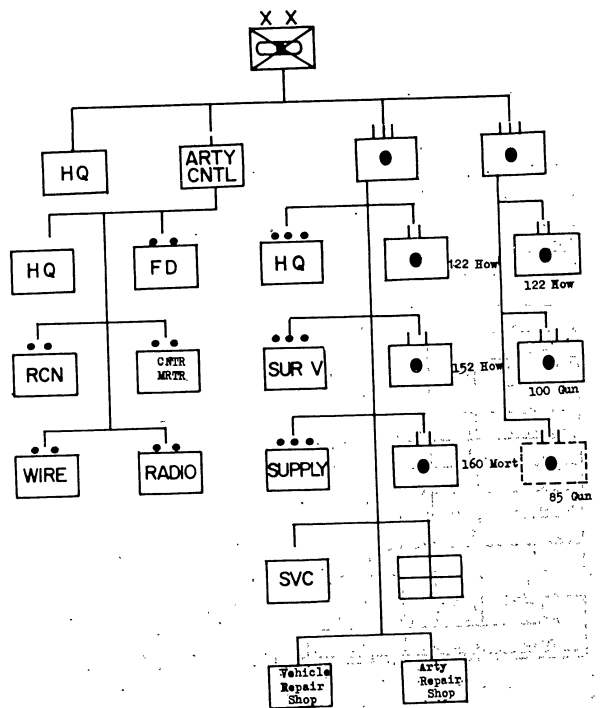 X X
HQ
ARTY
CNTL
HQ
FD
HQ
122 How
122 How
RCN
CNTR
MRTR
SURV
152 How
100 Gun
WIRE
RADIO
SUPPLY
160 Mort
85 Gun
SVC
Vehicle
Repair
Shop
Arty
Repair
Shop